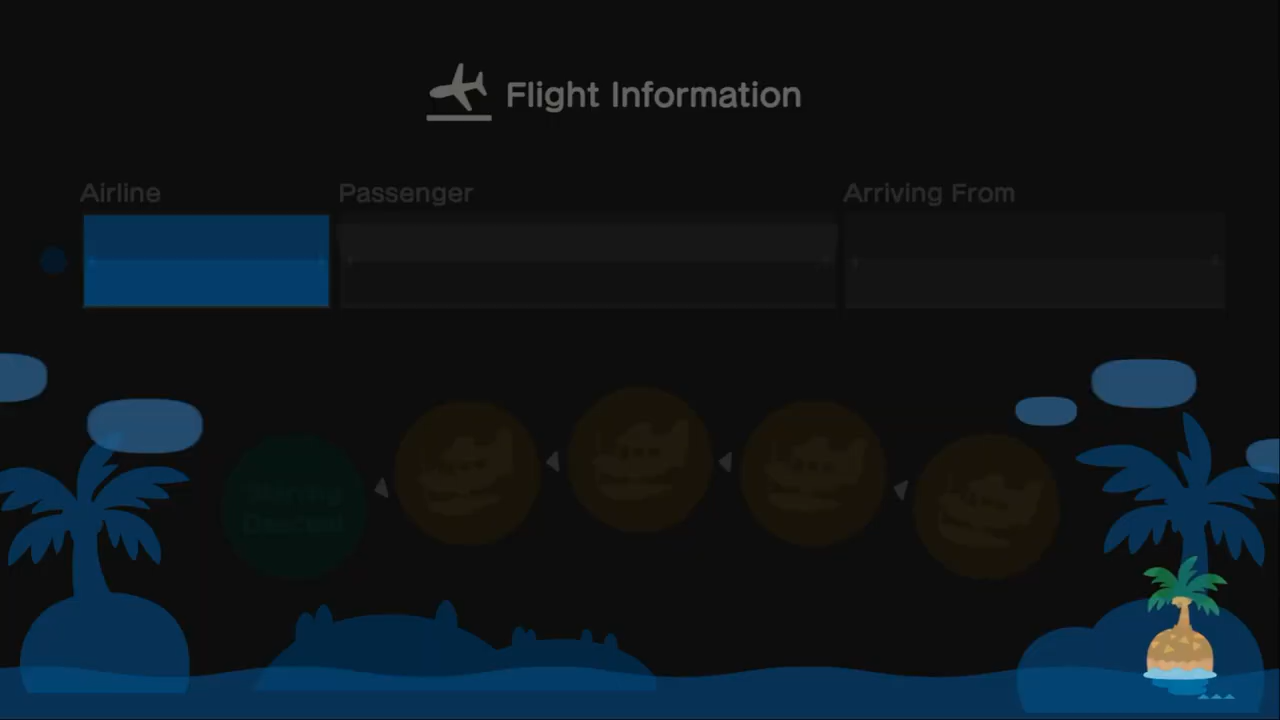 Flight Information
Airline
Passenger
Arriving From